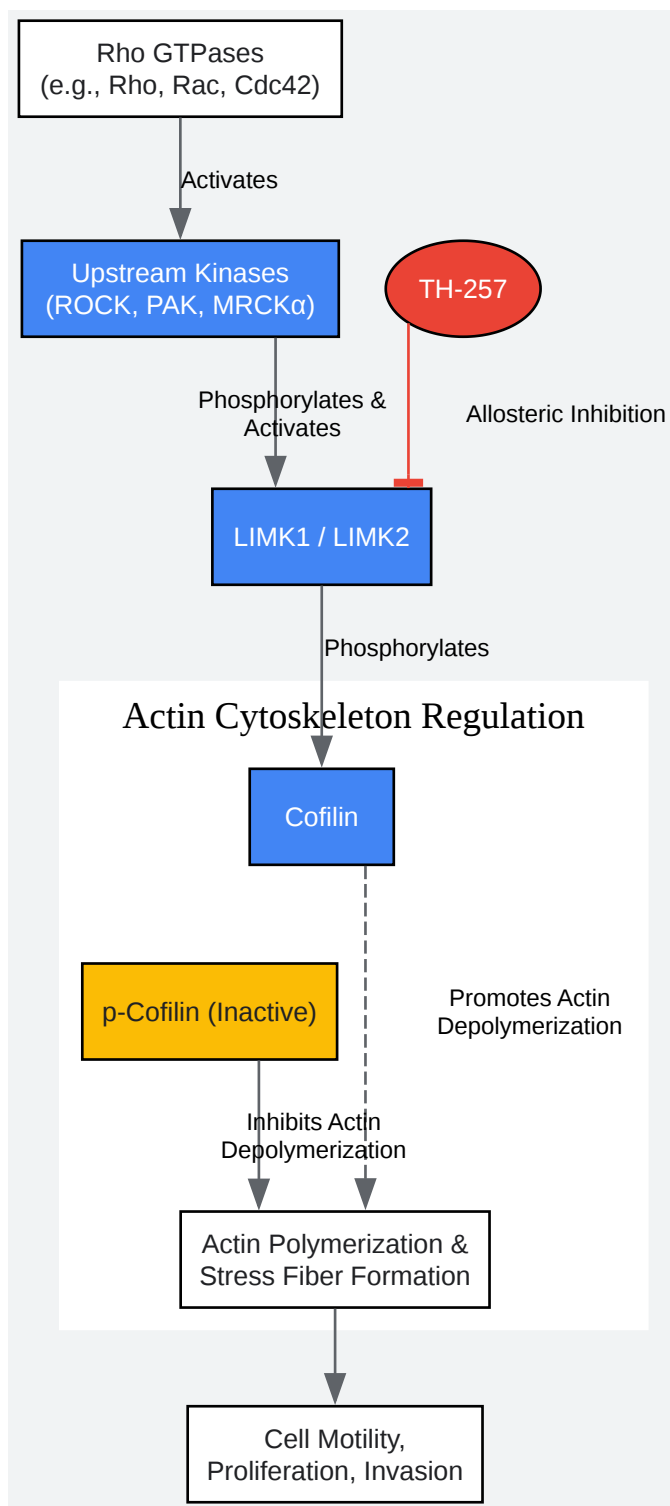 Rho GTPases
(e.g., Rho, Rac, Cdc42)
Activates
Upstream Kinases
(ROCK, PAK, MRCKα)
TH-257
Phosphorylates &
Activates
Allosteric Inhibition
LIMK1 / LIMK2
Phosphorylates
Actin Cytoskeleton Regulation
Cofilin
p-Cofilin (Inactive)
Promotes Actin
Depolymerization
Inhibits Actin
Depolymerization
Actin Polymerization &
Stress Fiber Formation
Cell Motility,
Proliferation, Invasion